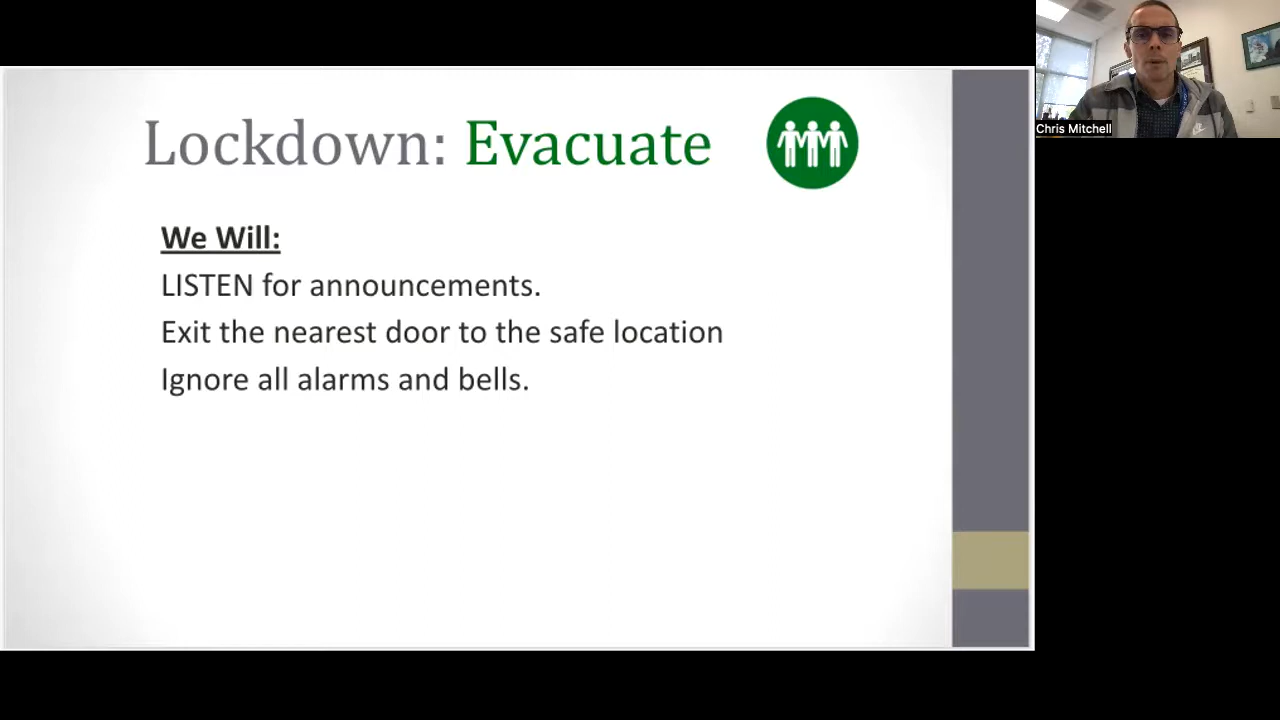 Lockdown: Evacuate
We Will:
LISTEN for announcements.
Exit the nearest door to the safe location
Ignore all alarms and bells.
Chris Mitchell